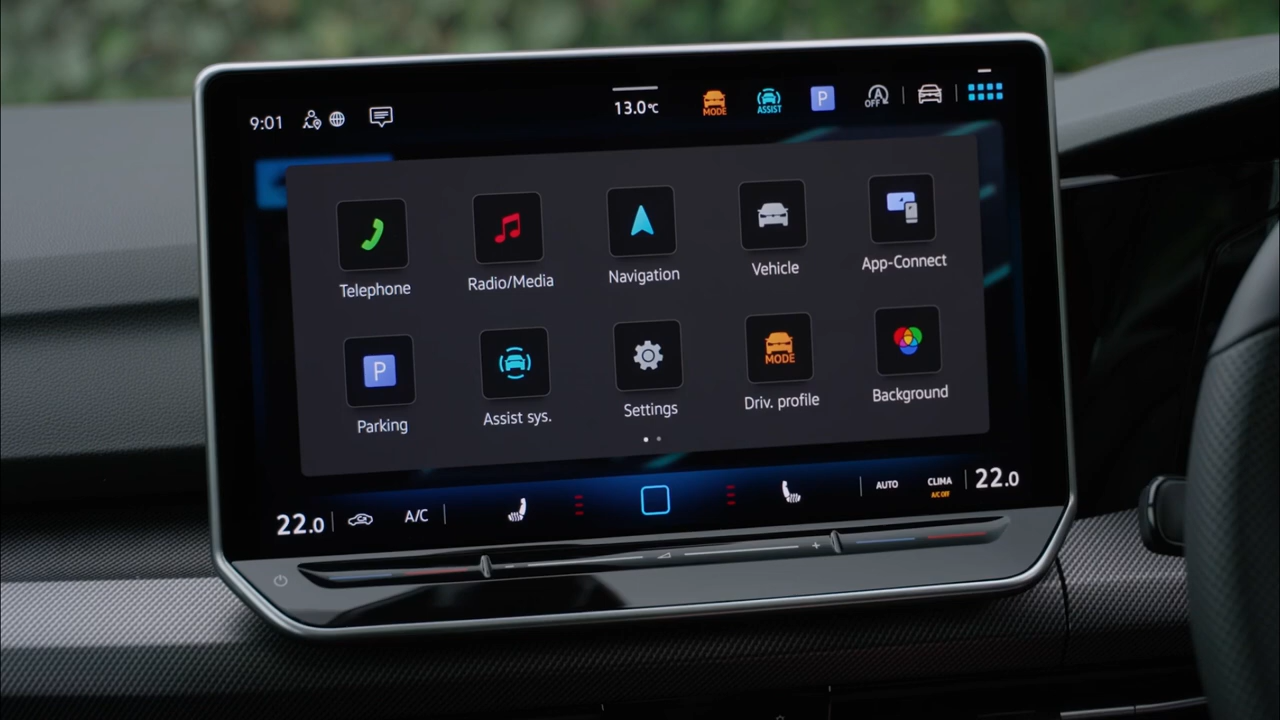 9:01
13.0°C
MODE
ASSIST
P
A
OFF
Telephone
Radio/Media
Navigation
Vehicle
App-Connect
P
MODE
Parking
Assist sys.
Settings
Driv. profile
Background
22.0
A/C
AUTO
CLIMA
A/C OFF
22.0